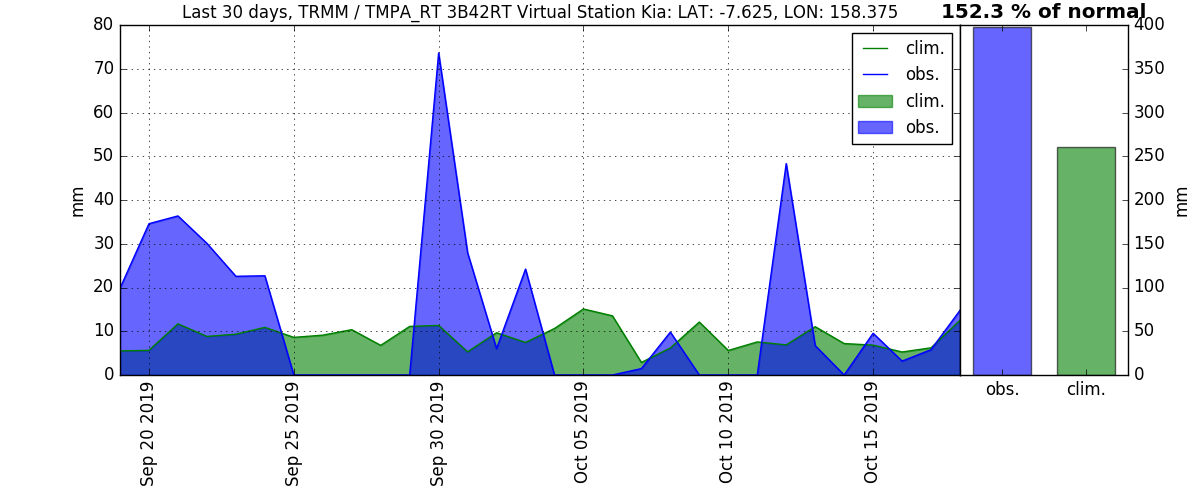 Last 30 days, TRMM / TMPA_RT 3B42RT Virtual Station Kia: LAT: -7.625, LON: 158.375
152.3 % of normal
mm
80
70
60
50
40
30
20
10
0
clim.
obs.
clim.
obs.
Sep 20 2019
Sep 25 2019
Sep 30 2019
Oct 05 2019
Oct 10 2019
Oct 15 2019
400
350
300
250
200
150
100
50
0
mm
obs.
clim.